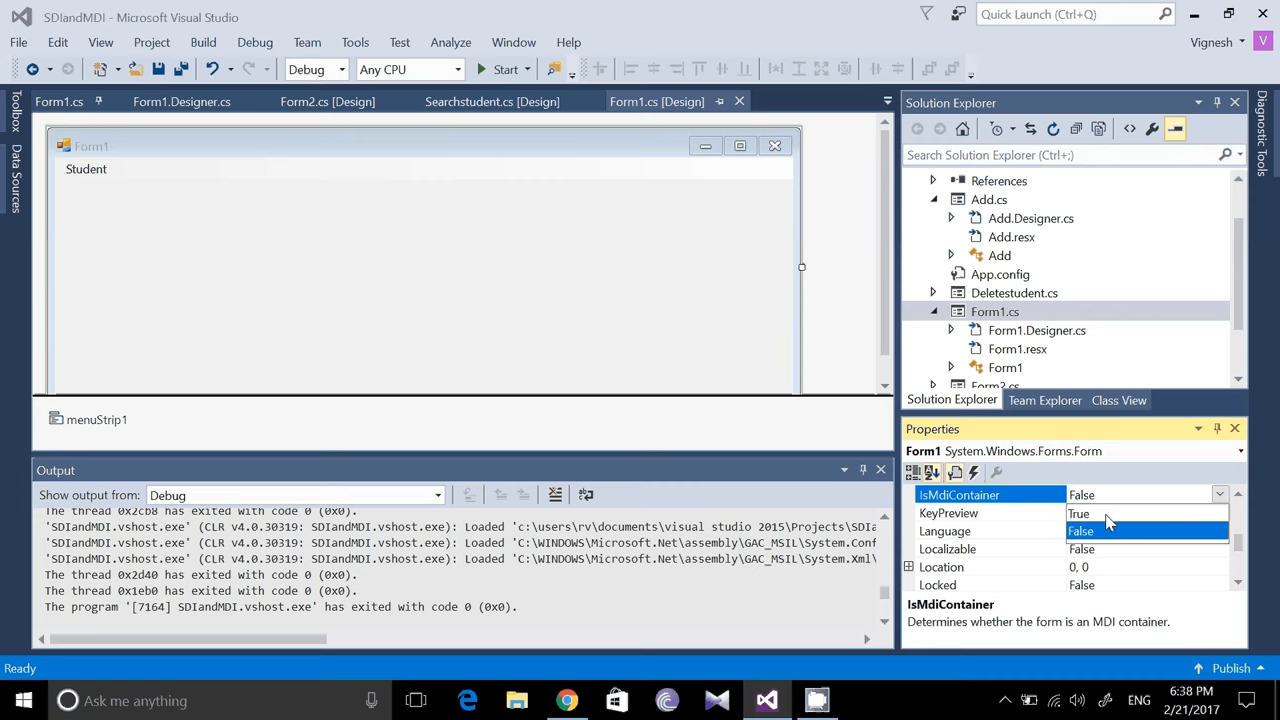 SDIandMDI - Microsoft Visual Studio
Quick Launch (Ctrl+Q)
File Edit View Project Build Debug Team Tools Test Analyze Window Help
Vignesh V
Debug Any CPU Start
Toolbox
Data Sources
Form1.cs Form1.Designer.cs Form2.cs [Design] Searchstudent.cs [Design] Form1.cs [Design]
Form1
Student
menuStrip1
Output
Show output from: Debug
The thread 0x2cb8 has exited with code 0 (0x0).
'SDIandMDI.vshost.exe' (CLR v4.0.30319: SDIandMDI.vshost.exe): Loaded 'c:\users\rv\documents\visual studio 2015\Projects\SDIa
'SDIandMDI.vshost.exe' (CLR v4.0.30319: SDIandMDI.vshost.exe): Loaded 'C:\WINDOWS\Microsoft.Net\assembly\GAC_MSIL\System.Conf
'SDIandMDI.vshost.exe' (CLR v4.0.30319: SDIandMDI.vshost.exe): Loaded 'C:\WINDOWS\Microsoft.Net\assembly\GAC_MSIL\System.Xml\
The thread 0x2d40 has exited with code 0 (0x0).
The thread 0x1eb0 has exited with code 0 (0x0).
The program '[7164] SDIandMDI.vshost.exe' has exited with code 0 (0x0).
Solution Explorer
Search Solution Explorer (Ctrl+;)
References
Add.cs
Add.Designer.cs
Add.resx
Add
App.config
Deletestudent.cs
Form1.cs
Form1.Designer.cs
Form1.resx
Form1
Form2.cs
Solution Explorer Team Explorer Class View
Diagnostic Tools
Properties
Form1 System.Windows.Forms.Form
IsMdiContainer False
KeyPreview True
Language False
Localizable False
Location 0, 0
Locked False
IsMdiContainer
Determines whether the form is an MDI container.
Ready
Publish
Ask me anything
ENG
6:38 PM
2/21/2017